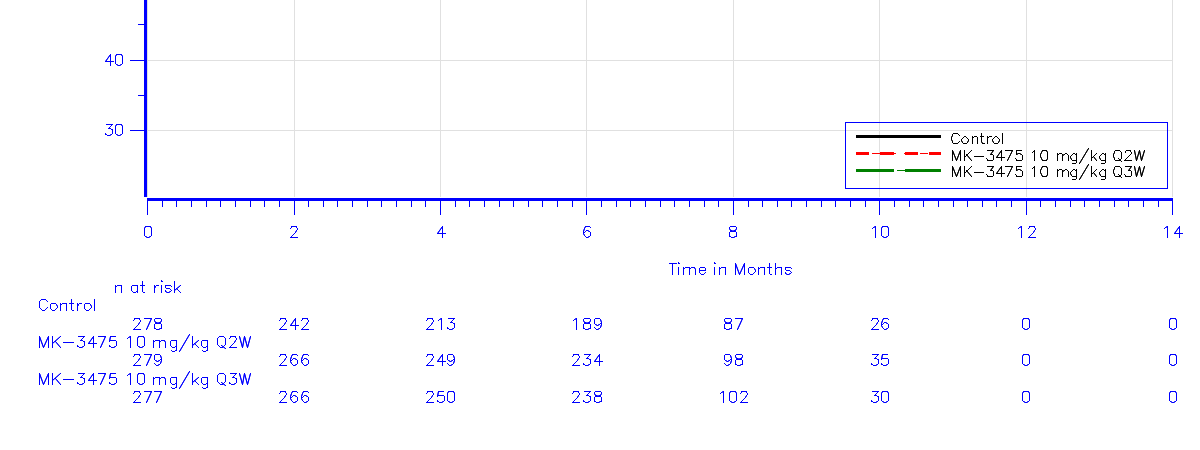 40
30
Control
MK-3475 10 mg/kg Q2W
MK-3475 10 mg/kg Q3W
0 2 4 6 8 10 12 14
Time in Months
n at risk
Control
278 242 213 189 87 26 0 0
MK-3475 10 mg/kg Q2W
279 266 249 234 98 35 0 0
MK-3475 10 mg/kg Q3W
277 266 250 238 102 30 0 0